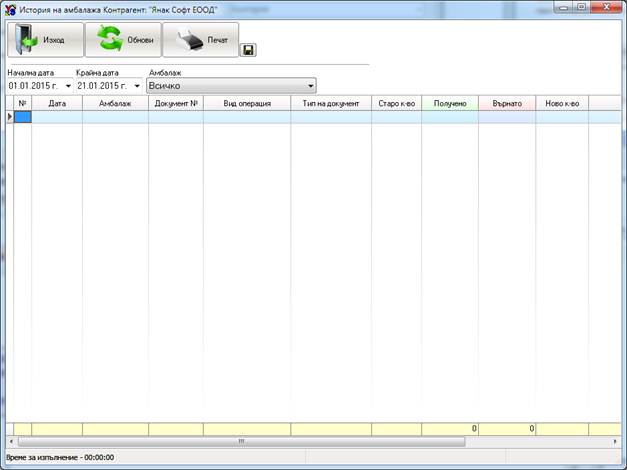 История на амбалажа Контрагент: "Янак Софт ЕООД"
Изход Обнови Печат
Начална дата Крайна дата Амбалаж
01.01.2015 г. 21.01.2015 г. Всичко
№ Дата Амбалаж Документ № Вид операция Тип на документ Старо к-во Получено Върнато Ново к-во
0 0
Време за изпълнение - 00:00:00